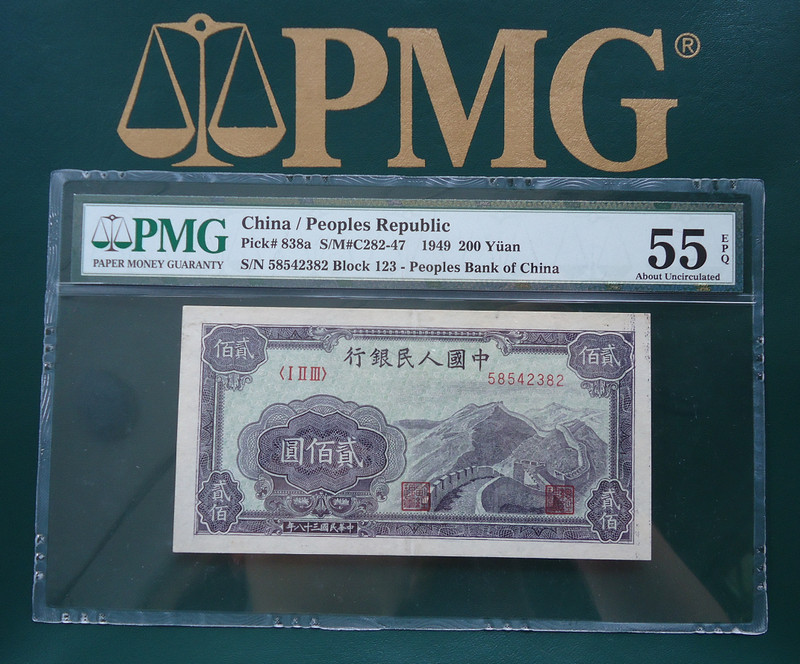 PMG®
PMG
PAPER MONEY GUARANTY
China / Peoples Republic
Pick# 838a S/M#C282-47 1949 200 Yüan
S/N 58542382 Block 123 - Peoples Bank of China
55
EPQ
About Uncirculated
貳佰
行銀民人國中
貳佰
〈I II III〉
58542382
圓佰貳
貳佰
年八十三國民華中
貳佰